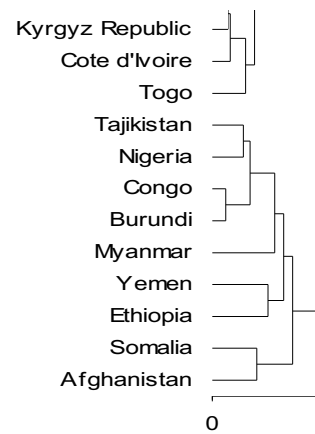 Kyrgyz Republic
Cote d'Ivoire
Togo
Tajikistan
Nigeria
Congo
Burundi
Myanmar
Yemen
Ethiopia
Somalia
Afghanistan
0